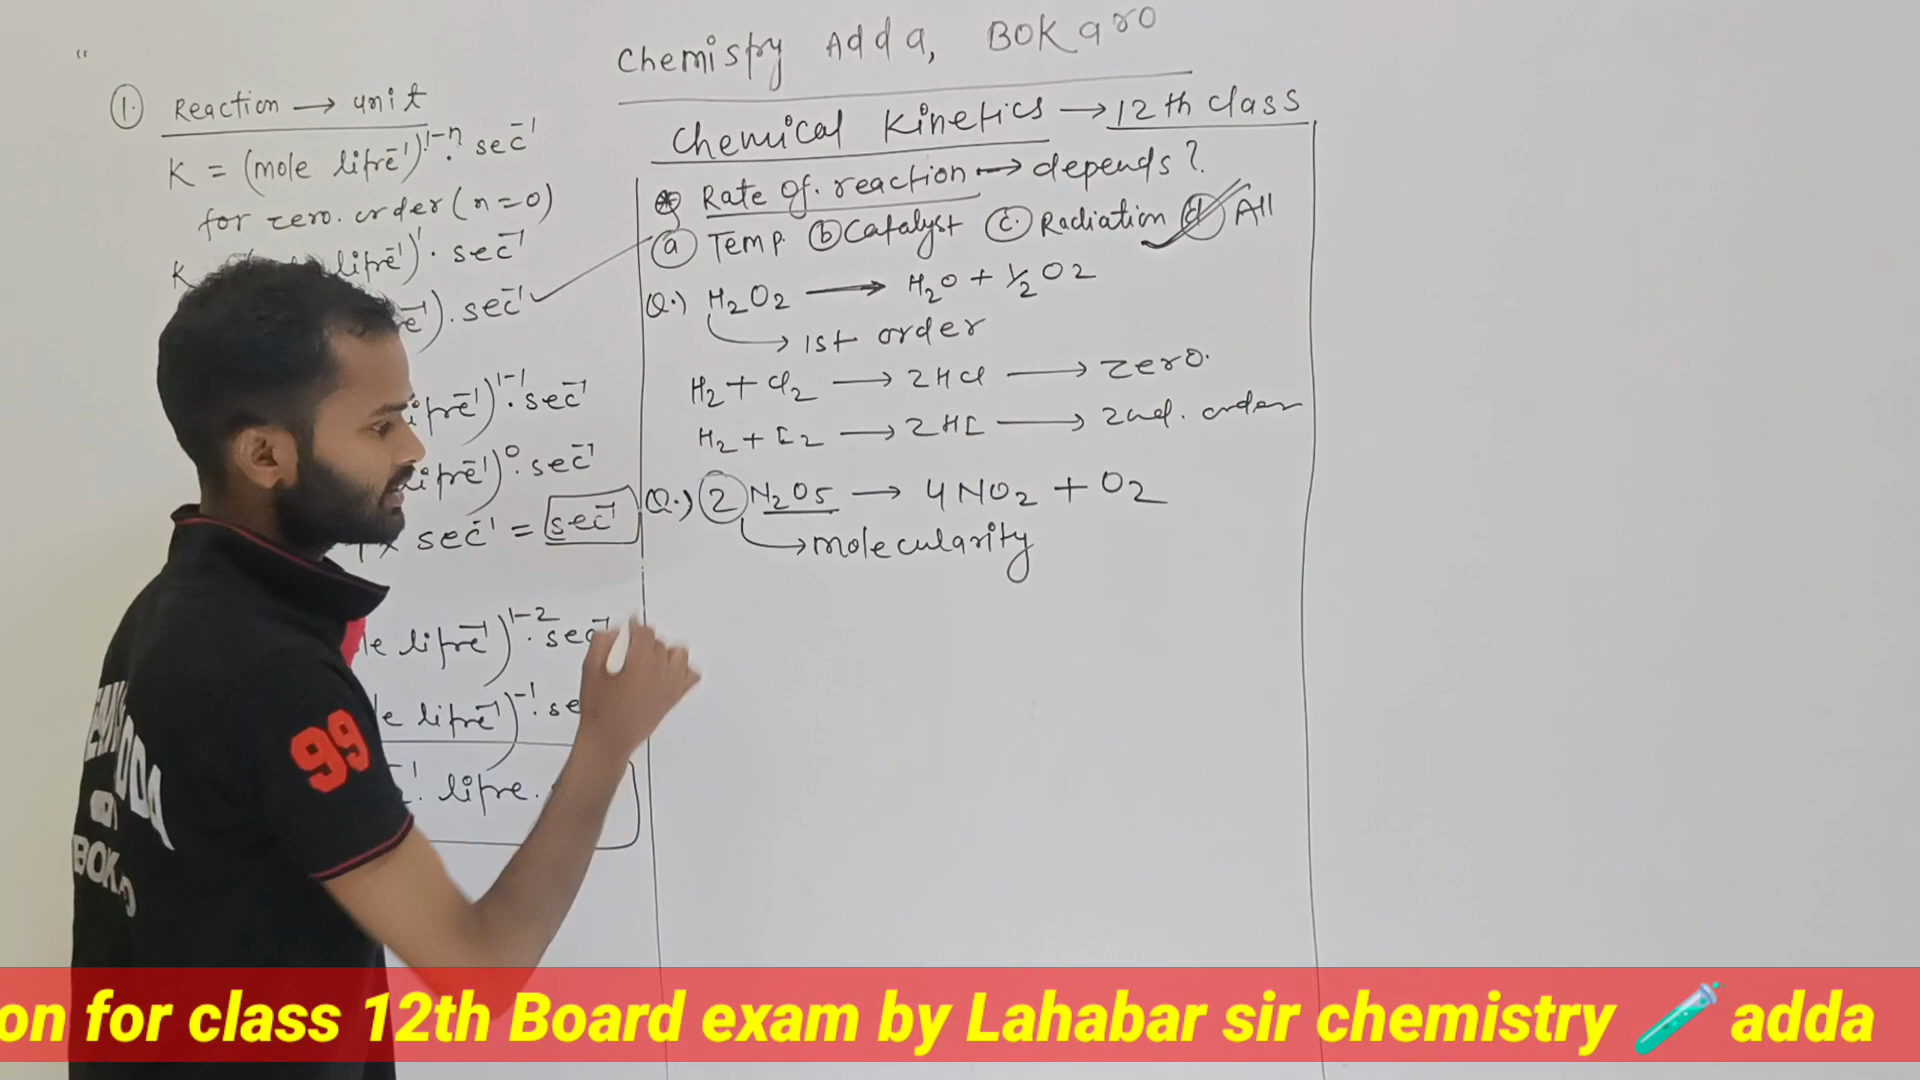 Chemistry Adda, BOKaro
① Reaction → unit
K = (mole litre⁻¹)¹⁻ⁿ · sec⁻¹
for zero. order (n=0)
K litre⁻¹)¹ · sec⁻¹
⁻¹) · sec⁻¹
litre⁻¹)¹⁻¹ · sec⁻¹
litre⁻¹)⁰ · sec⁻¹
× sec⁻¹ = sec⁻¹
le litre⁻¹)¹⁻² · sec⁻¹
le litre⁻¹)⁻¹ · se
⁻¹. litre.
Chemical Kinetics → 12th class
Rate of. reaction → depends?
ⓐ Temp. ⓑ Catalyst ⓒ Radiation ⓓ All
Q.) H₂O₂ → H₂O + ½O₂
→ 1st order
H₂ + Cl₂ → 2HCl → zero.
H₂ + I₂ → 2HI → 2nd. order
Q.) 2 N₂O₅ → 4NO₂ + O₂
→ molecularity
99
ADDA
BOK
on for class 12th Board exam by Lahabar sir chemistry 🧪 adda